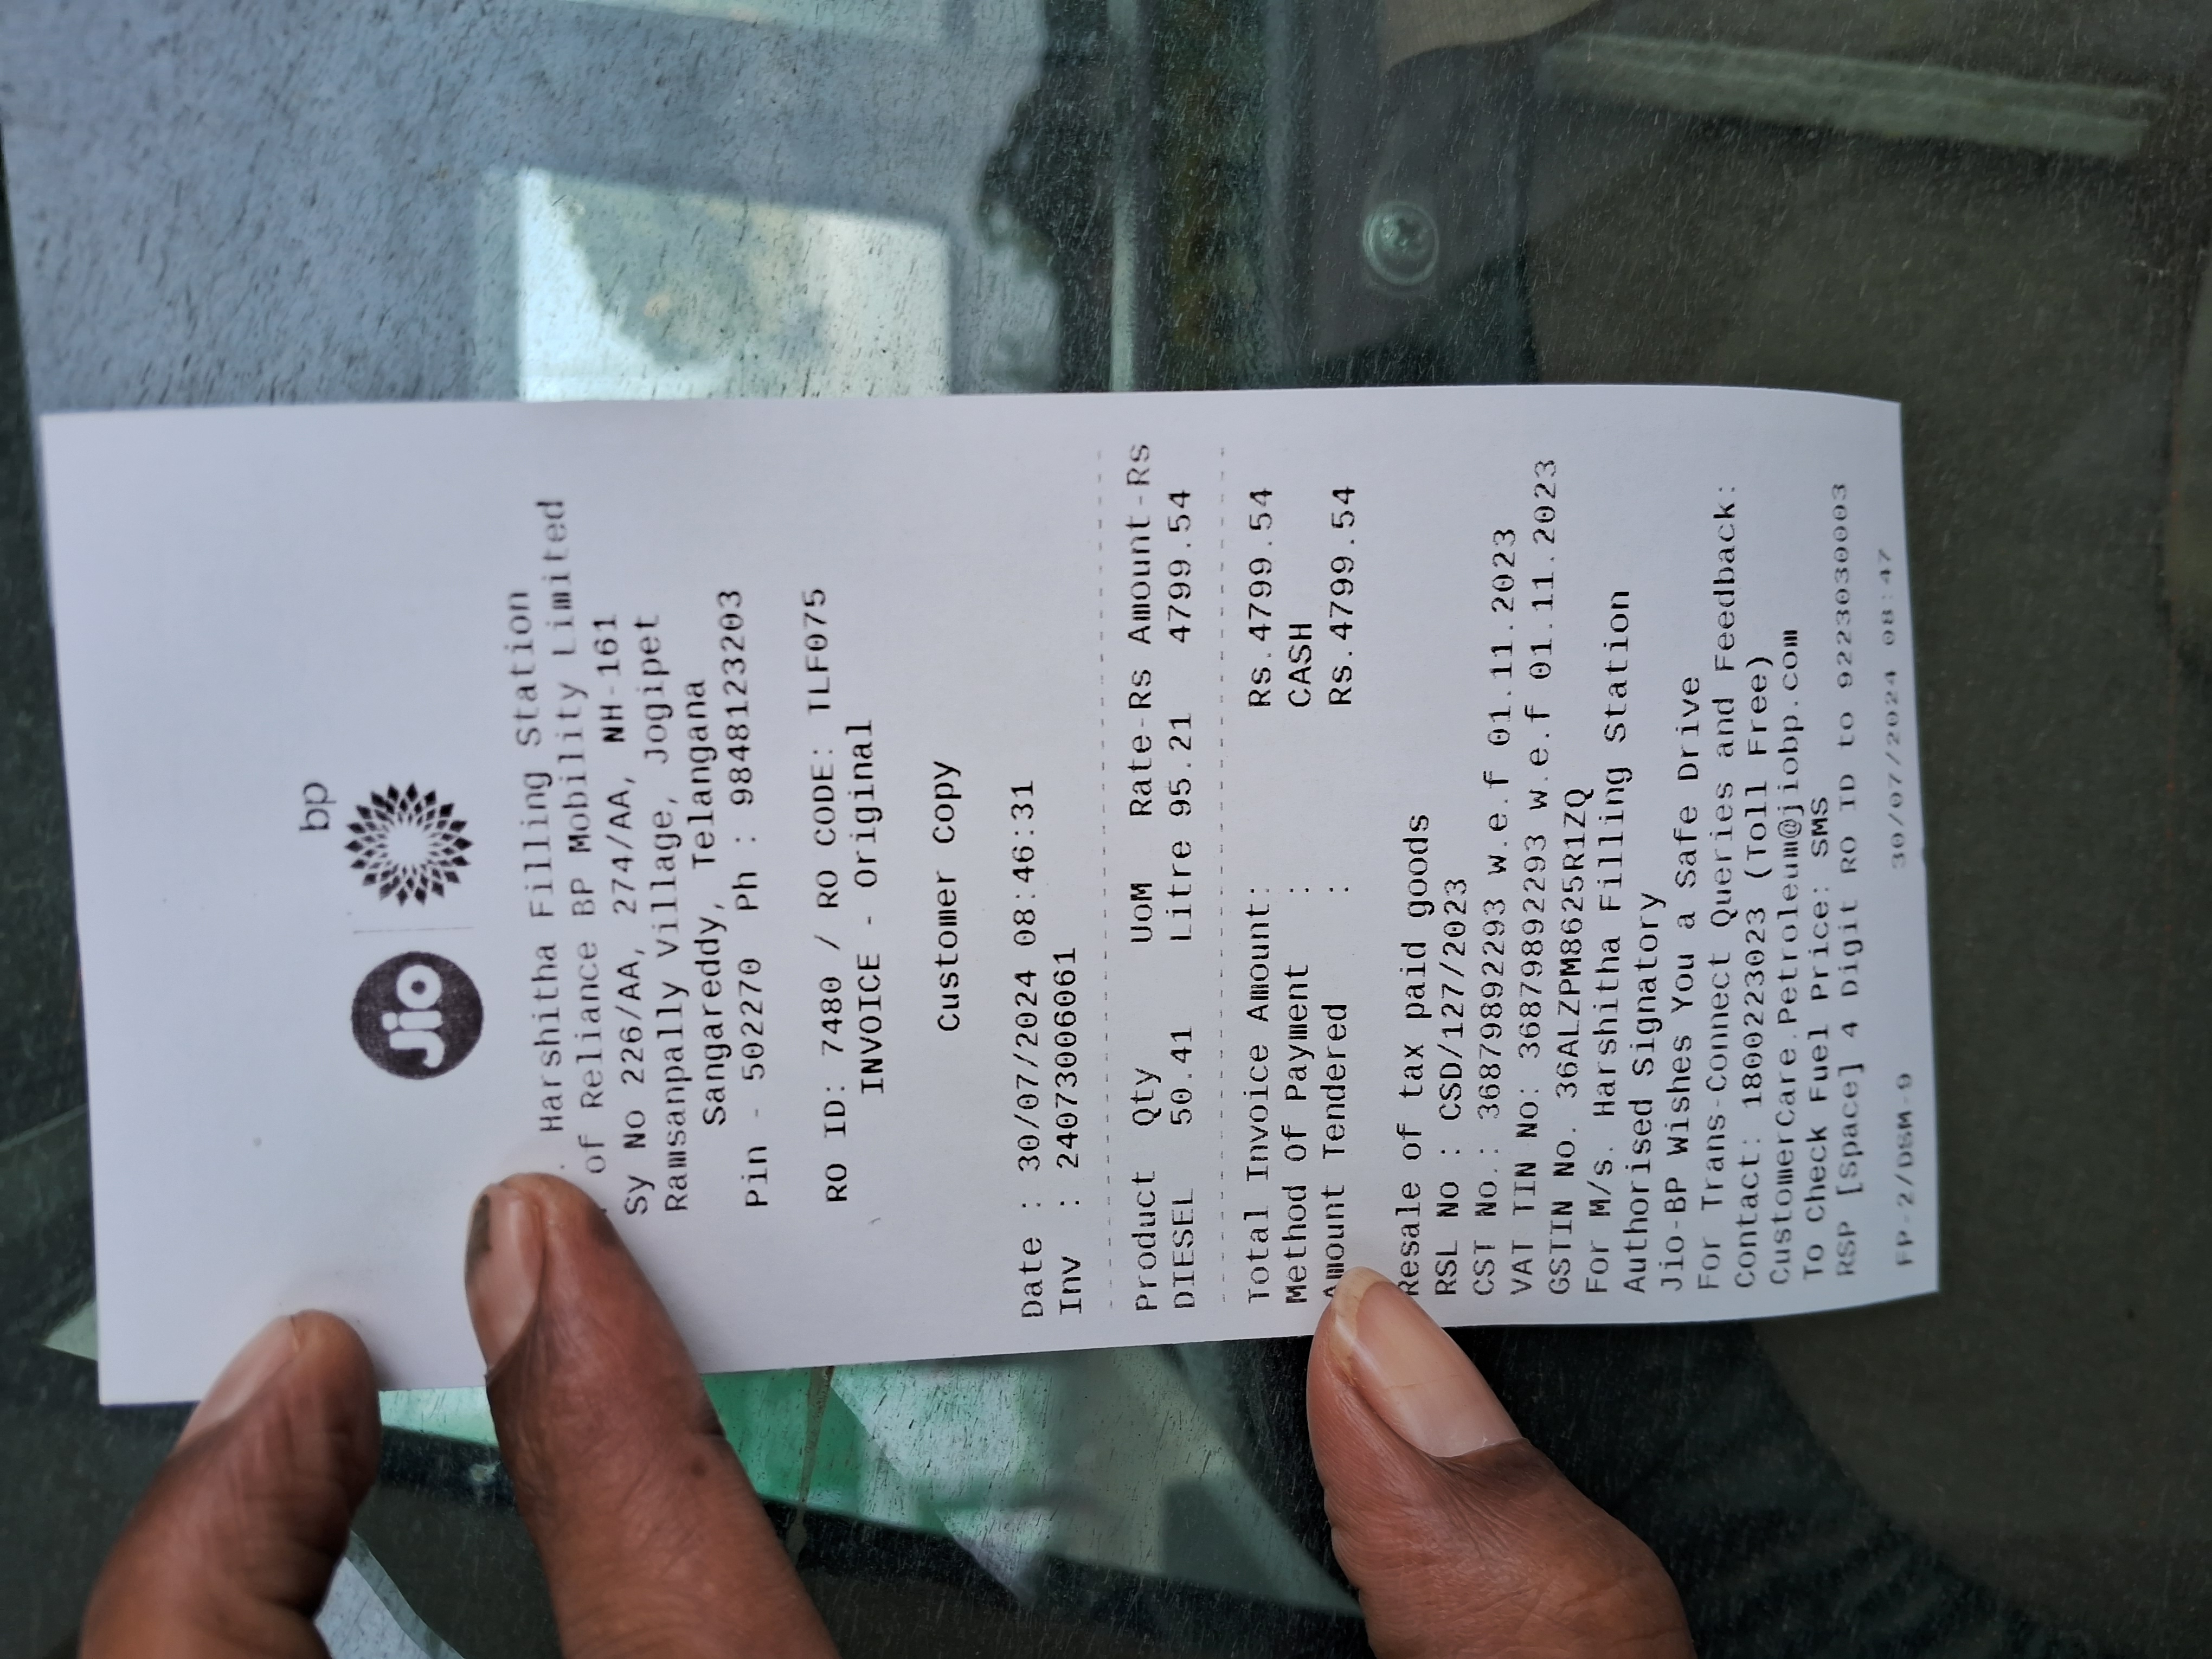 bp
Jio
Harshitha Filling Station
of Reliance BP Mobility Limited
Sy No 226/AA, 274/AA, NH-161
Ramsanpally Village, Jogipet
Sangareddy, Telangana
Pin - 502270 Ph : 9848123203
RO ID: 7480 / RO CODE: TLF075
INVOICE - Original
Customer Copy
Date : 30/07/2024 08:46:31
Inv : 24073006061
Product Qty UoM Rate-Rs Amount-Rs
DIESEL 50.41 Litre 95.21 4799.54
Total Invoice Amount: Rs.4799.54
Method Of Payment : CASH
Amount Tendered : Rs.4799.54
Resale of tax paid goods
RSL No : CSD/127/2023
CST No.: 36879892293 w.e.f 01.11.2023
VAT TIN No: 36879892293 w.e.f 01.11.2023
GSTIN No. 36ALZPM8625R1ZQ
For M/s. Harshitha Filling Station
Authorised Signatory
Jio-BP Wishes You a Safe Drive
For Trans-Connect Queries and Feedback:
Contact: 1800223023 (Toll Free)
CustomerCare.Petroleum@jiobp.com
To Check Fuel Price: SMS
RSP [Space] 4 Digit RO ID to 9223030003
FP-2/DSM-9 30/07/2024 08:47